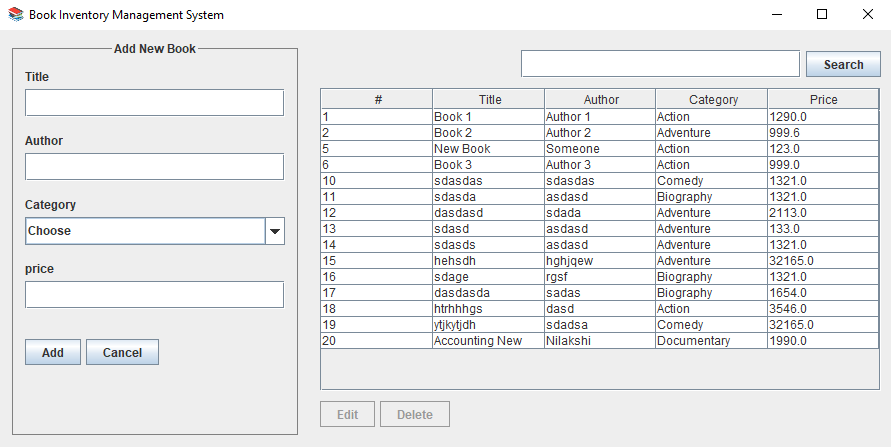 Book Inventory Management System
Add New Book
Title
Author
Category
Choose
price
Add Cancel
Search
# Title Author Category Price
1 Book 1 Author 1 Action 1290.0
2 Book 2 Author 2 Adventure 999.6
5 New Book Someone Action 123.0
6 Book 3 Author 3 Action 999.0
10 sdasdas sdasdas Comedy 1321.0
11 sdasda asdasd Biography 1321.0
12 dasdasd sdada Adventure 2113.0
13 sdasd asdasd Adventure 133.0
14 sdasds asdasd Adventure 1321.0
15 hehsdh hghjqew Adventure 32165.0
16 sdage rgsf Biography 1321.0
17 dasdasda sadas Biography 1654.0
18 htrhhhgs dasd Action 3546.0
19 ytjkytjdh sdadsa Comedy 32165.0
20 Accounting New Nilakshi Documentary 1990.0
Edit Delete